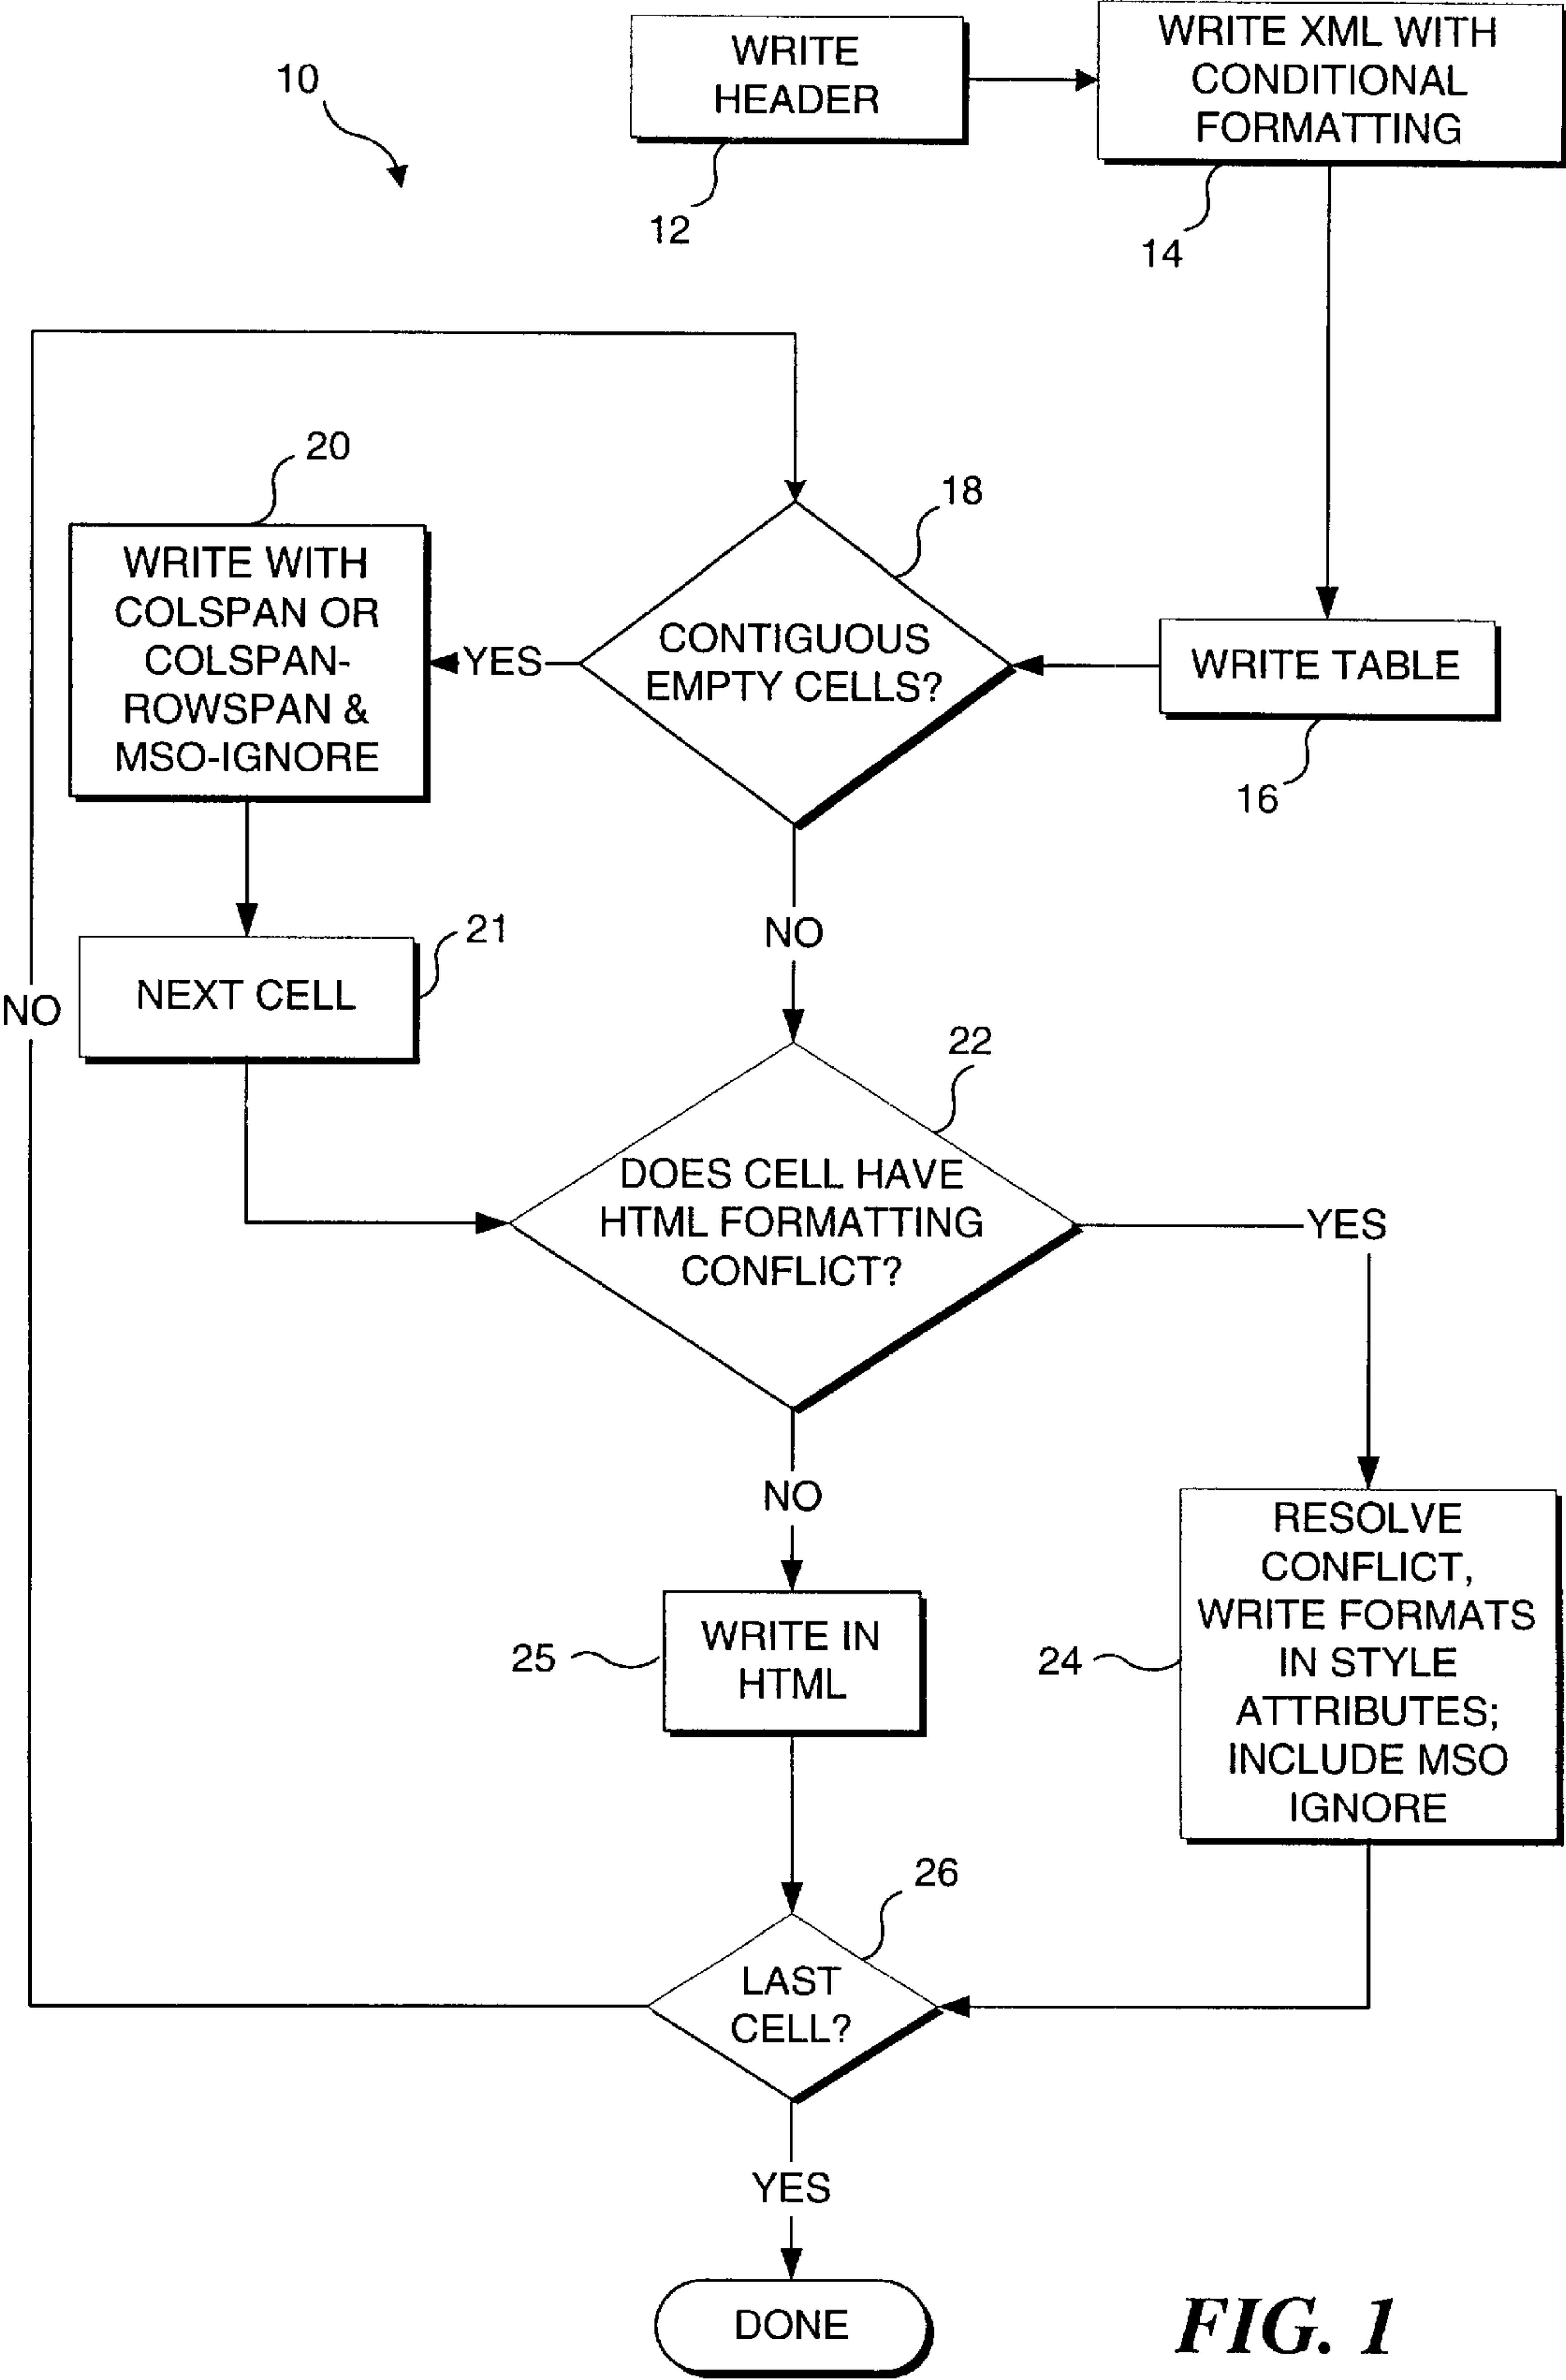 10
WRITE
HEADER
12
WRITE XML WITH
CONDITIONAL
FORMATTING
14
20
WRITE WITH
COLSPAN OR
COLSPAN-
ROWSPAN &
MSO-IGNORE
YES
18
CONTIGUOUS
EMPTY CELLS?
WRITE TABLE
16
NO
21
NEXT CELL
NO
22
DOES CELL HAVE
HTML FORMATTING
CONFLICT?
YES
NO
25
WRITE IN
HTML
24
RESOLVE
CONFLICT,
WRITE FORMATS
IN STYLE
ATTRIBUTES;
INCLUDE MSO
IGNORE
26
LAST
CELL?
YES
DONE
FIG. 1